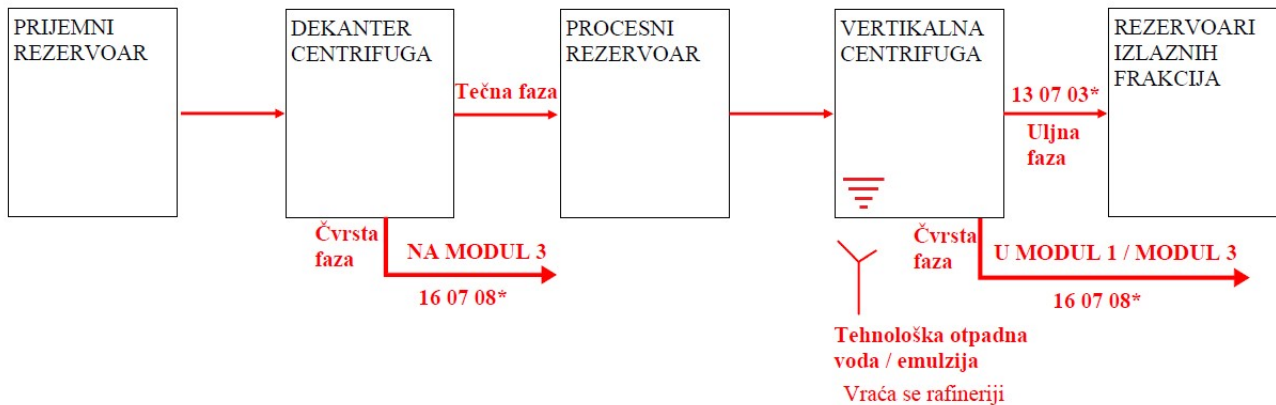 PRIJEMNI
REZERVOAR
DEKANTER
CENTRIFUGA
PROCESNI
REZERVOAR
VERTIKALNA
CENTRIFUGA
REZERVOARI
IZLAZNIH
FRAKCIJA
Tečna faza
13 07 03*
Uljna
faza
Čvrsta
faza
NA MODUL 3
16 07 08*
Čvrsta
faza
U MODUL 1 / MODUL 3
16 07 08*
Tehnološka otpadna
voda / emulzija
Vraća se rafineriji